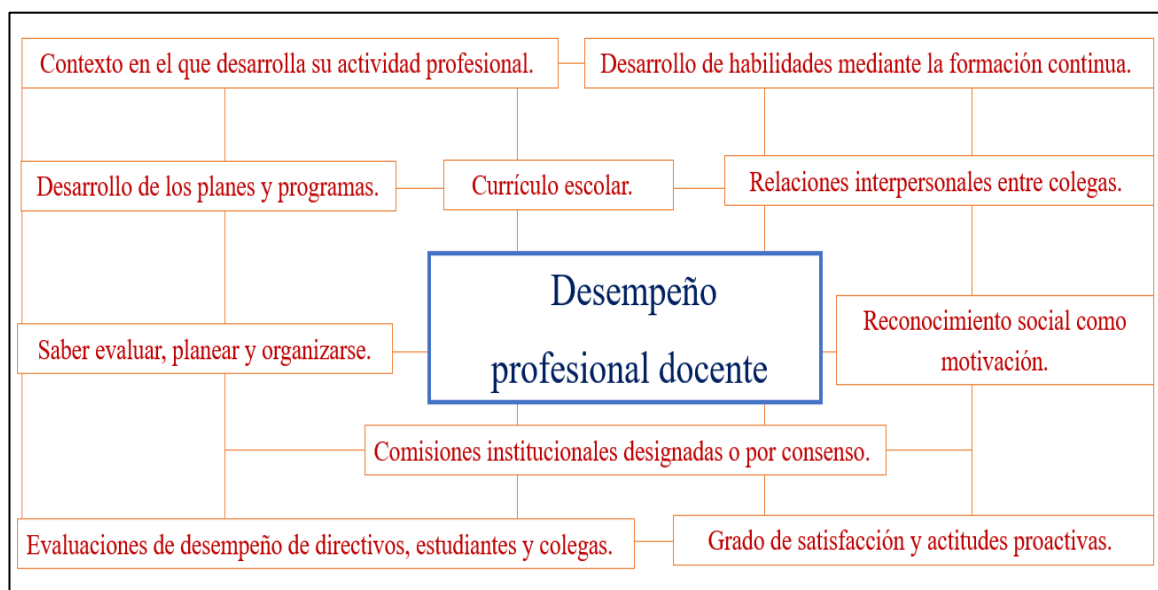 Contexto en el que desarrolla su actividad profesional.
Desarrollo de habilidades mediante la formación continua.
Desarrollo de los planes y programas.
Currículo escolar.
Relaciones interpersonales entre colegas.
Desempeño
profesional docente
Saber evaluar, planear y organizarse.
Reconocimiento social como
motivación.
Comisiones institucionales designadas o por consenso.
Evaluaciones de desempeño de directivos, estudiantes y colegas.
Grado de satisfacción y actitudes proactivas.